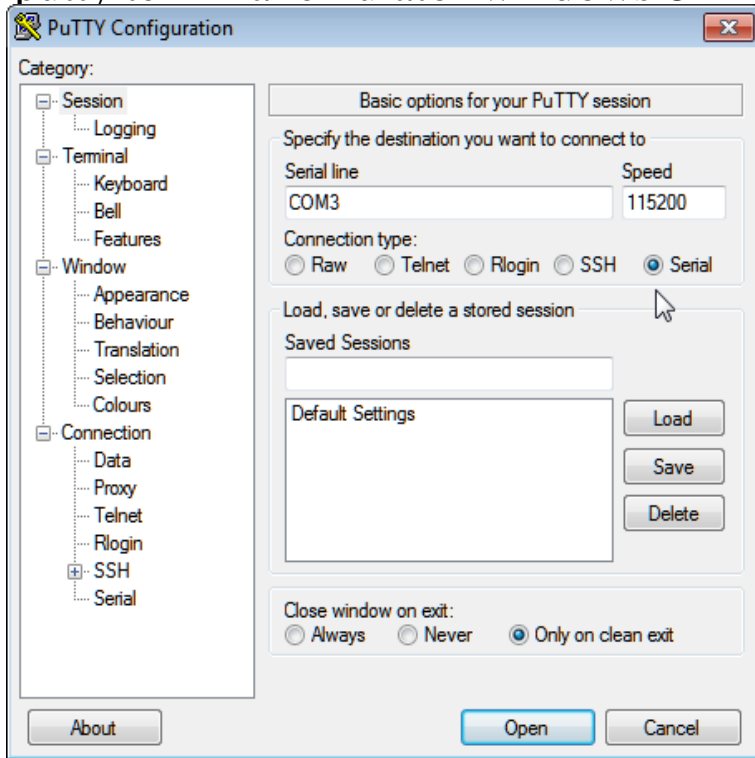 PuTTY Configuration
Category:
Session
Logging
Terminal
Keyboard
Bell
Features
Window
Appearance
Behaviour
Translation
Selection
Colours
Connection
Data
Proxy
Telnet
Rlogin
SSH
Serial
Basic options for your PuTTY session
Specify the destination you want to connect to
Serial line Speed
COM3 115200
Connection type:
Raw Telnet Rlogin SSH Serial
Load, save or delete a stored session
Saved Sessions
Default Settings
Load
Save
Delete
Close window on exit:
Always Never Only on clean exit
About Open Cancel